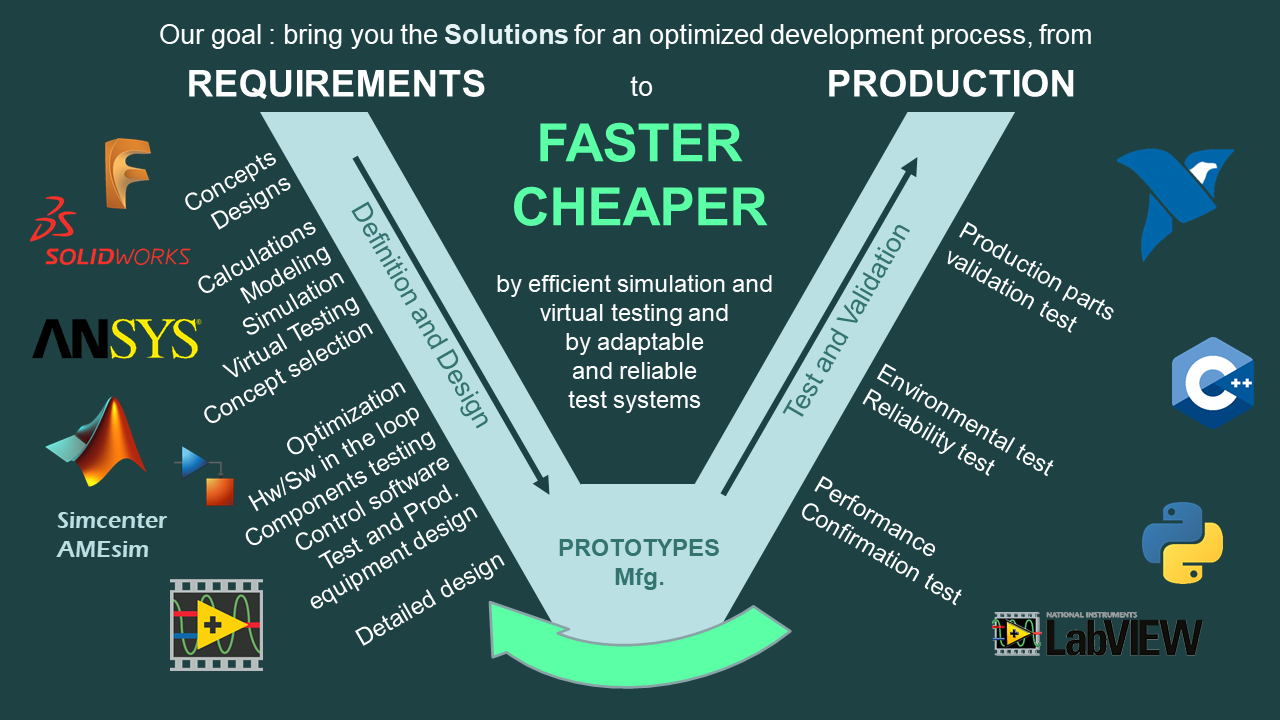 Our goal : bring you the Solutions for an optimized development process, from
REQUIREMENTS
to
PRODUCTION
FASTER
CHEAPER
by efficient simulation and
virtual testing and
by adaptable
and reliable
test systems
Concepts
Designs
Calculations
Modeling
Simulation
Virtual Testing
Concept selection
Optimization
Hw/Sw in the loop
Components testing
Control software
Test and Prod.
equipment design
Detailed design
Definition and Design
PROTOTYPES
Mfg.
Test and Validation
Production parts
validation test
Environmental test
Reliability test
Performance
Confirmation test
F
SOLIDWORKS
ANSYS®
Simcenter
AMEsim
C++
NATIONAL INSTRUMENTS
LabVIEW